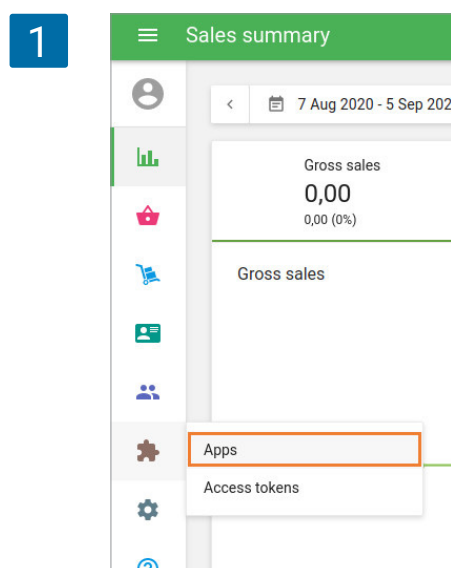 1
Sales summary
7 Aug 2020 - 5 Sep 202
Gross sales
0,00
0,00 (0%)
Gross sales
Apps
Access tokens